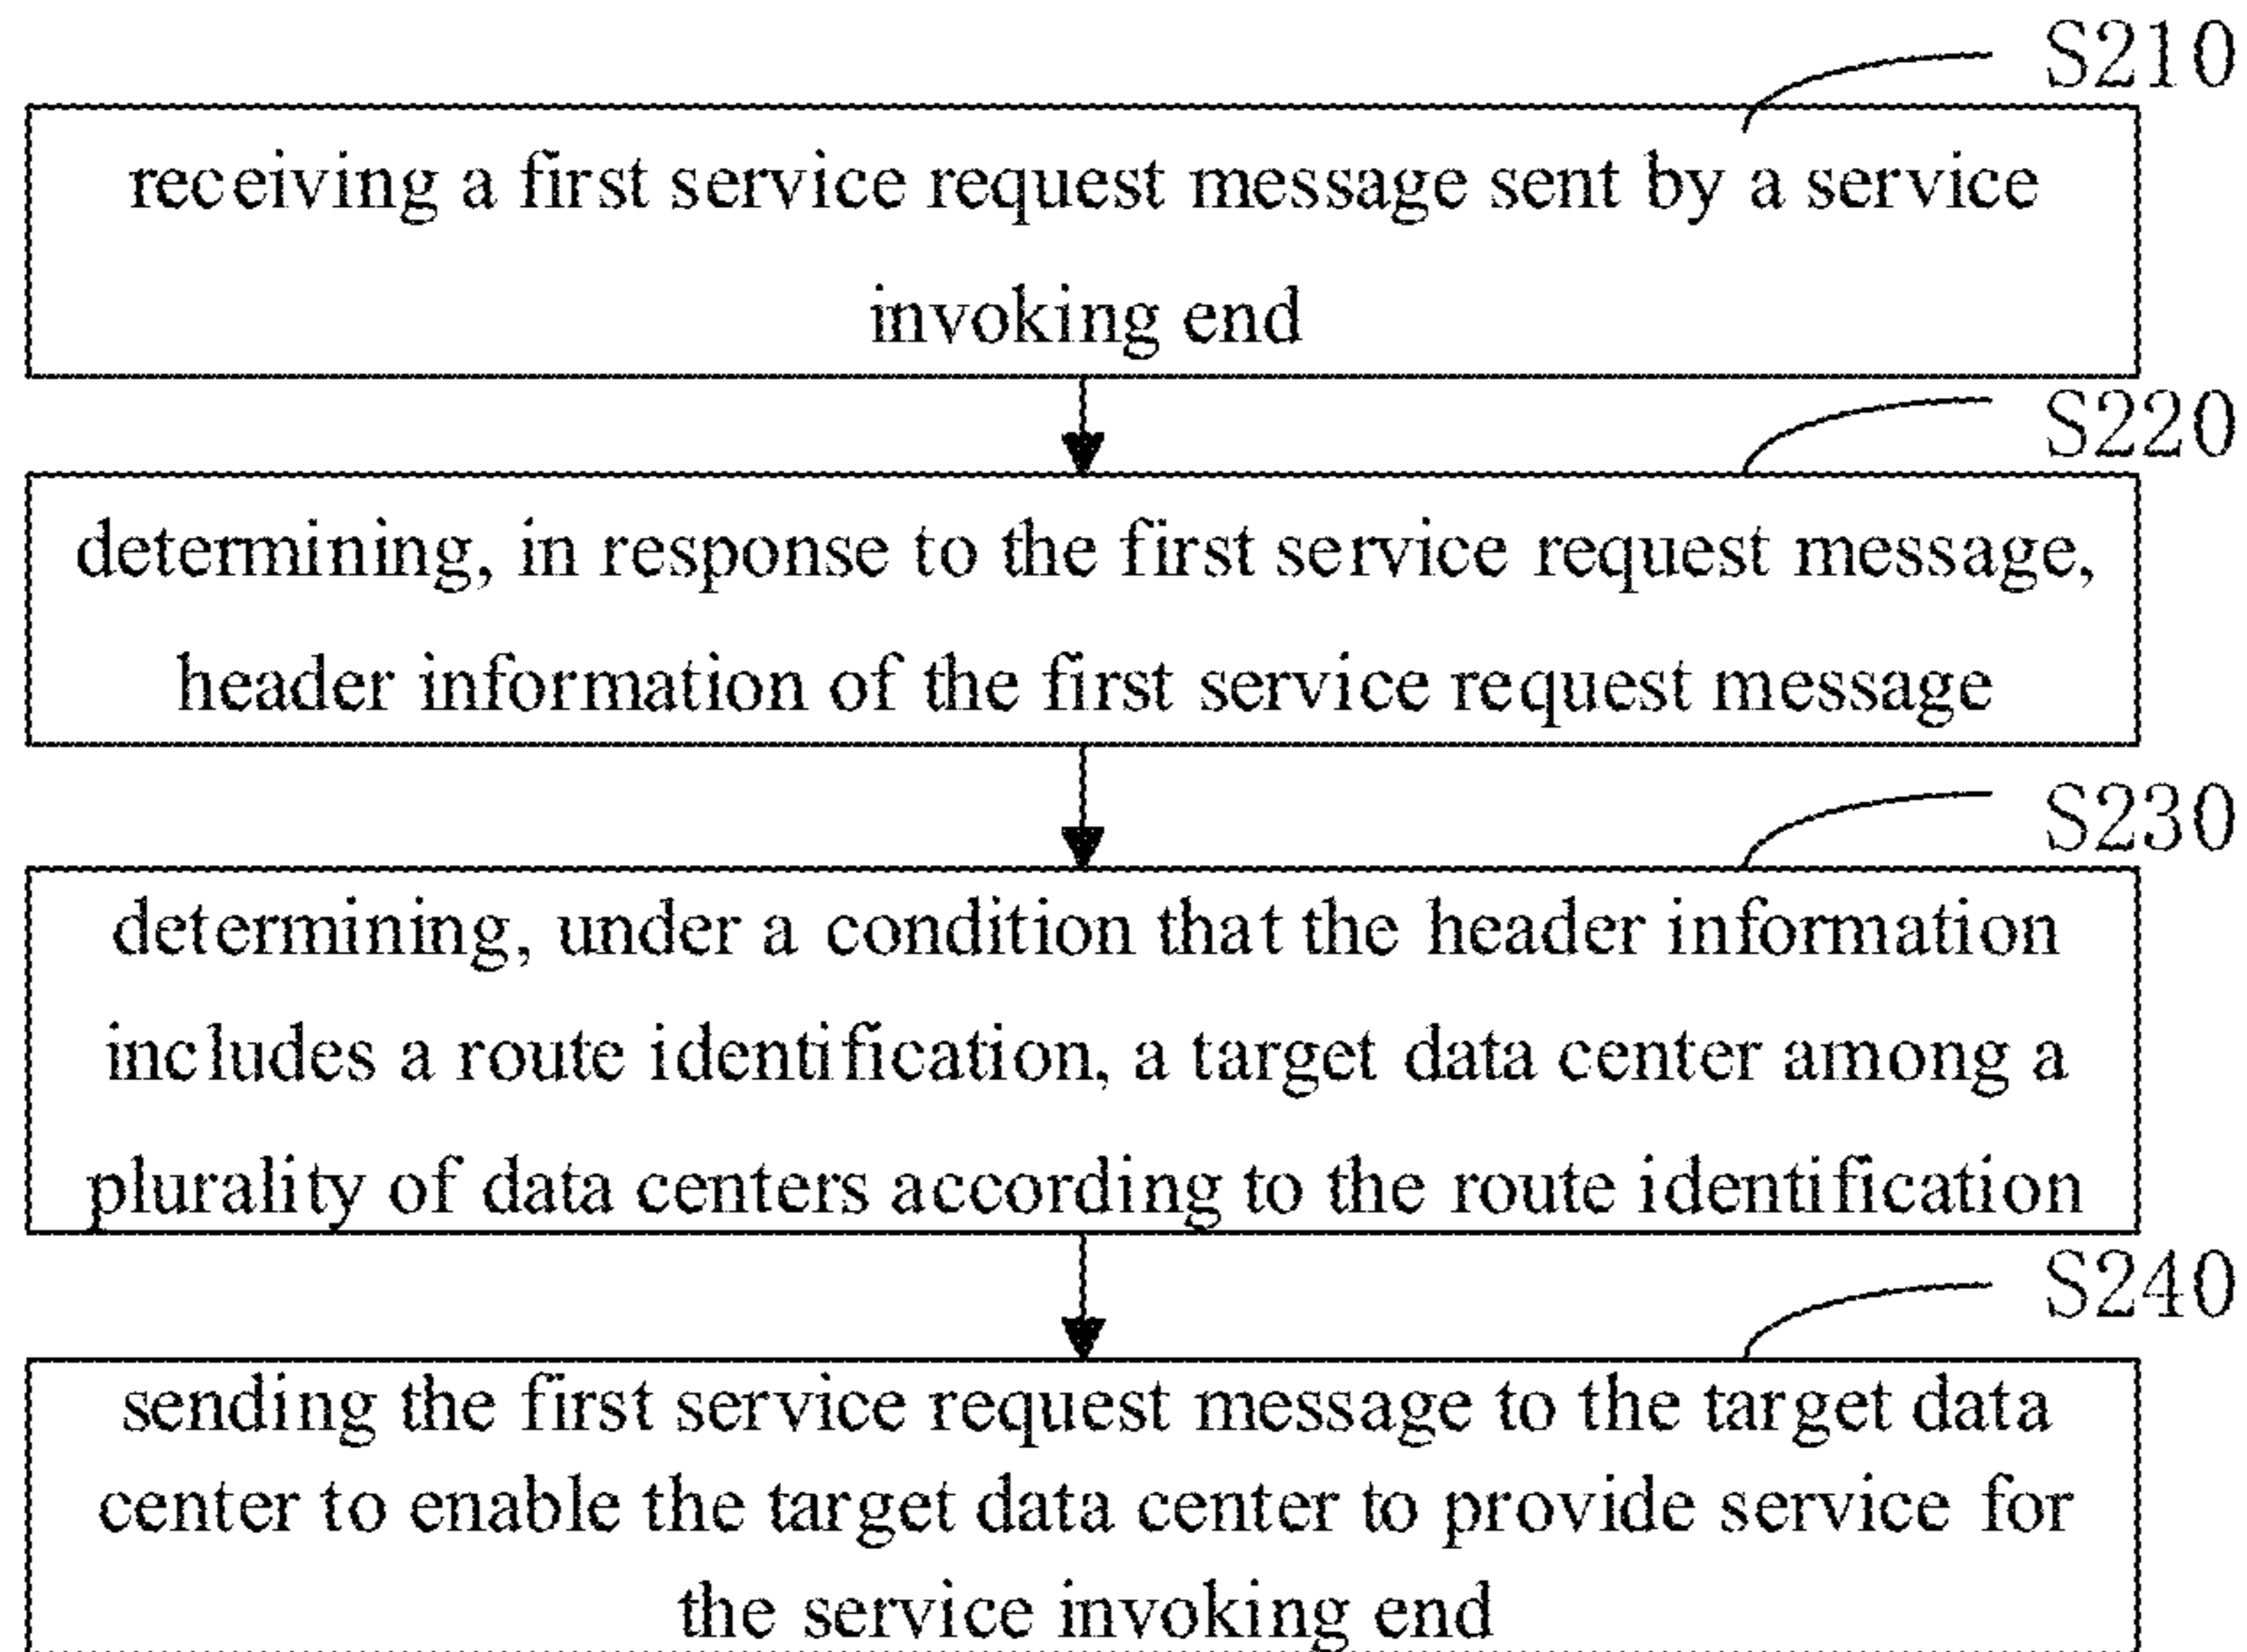 S210
receiving a first service request message sent by a service
invoking end
S220
determining, in response to the first service request message,
header information of the first service request message
S230
determining, under a condition that the header information
includes a route identification, a target data center among a
plurality of data centers according to the route identification
S240
sending the first service request message to the target data
center to enable the target data center to provide service for
the service invoking end